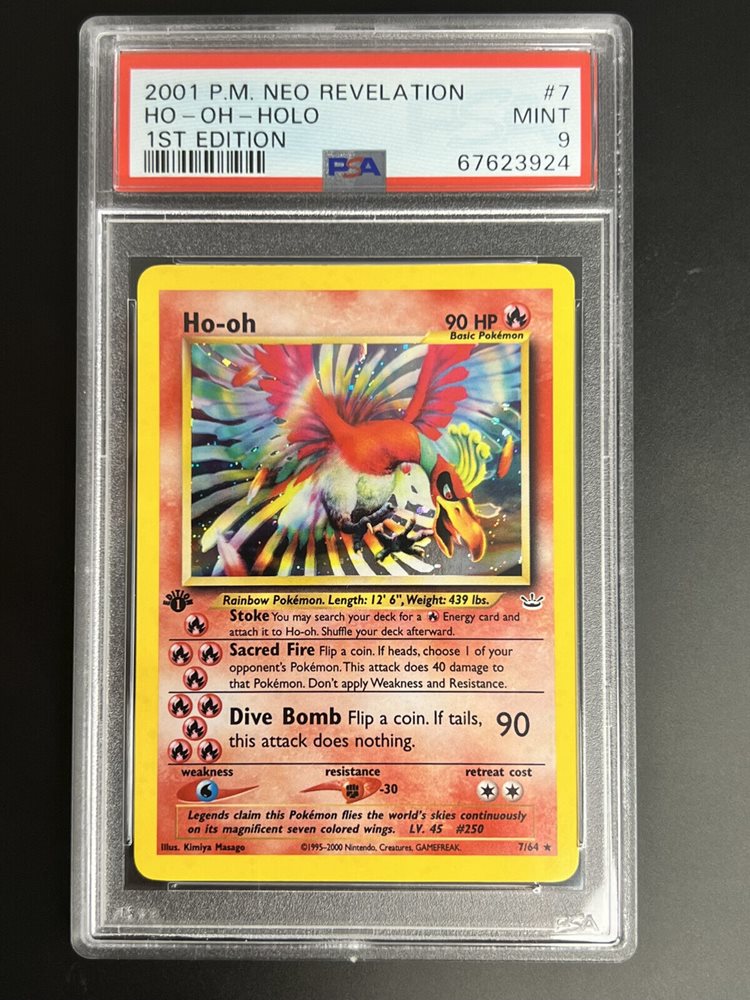 2001 P.M. NEO REVELATION #7
HO - OH - HOLO MINT
1ST EDITION 9
PSA 67623924
Ho-oh 90 HP
Basic Pokémon
EDITION 1
Rainbow Pokémon. Length: 12' 6", Weight: 439 lbs.
Stoke You may search your deck for a Energy card and
attach it to Ho-oh. Shuffle your deck afterward.
Sacred Fire Flip a coin. If heads, choose 1 of your
opponent's Pokémon. This attack does 40 damage to
that Pokémon. Don't apply Weakness and Resistance.
Dive Bomb Flip a coin. If tails, 90
this attack does nothing.
weakness resistance retreat cost
-30
Legends claim this Pokémon flies the world's skies continuously
on its magnificent seven colored wings. LV. 45 #250
Illus. Kimiya Masago ©1995-2000 Nintendo, Creatures, GAMEFREAK. 7/64 ★
PSA